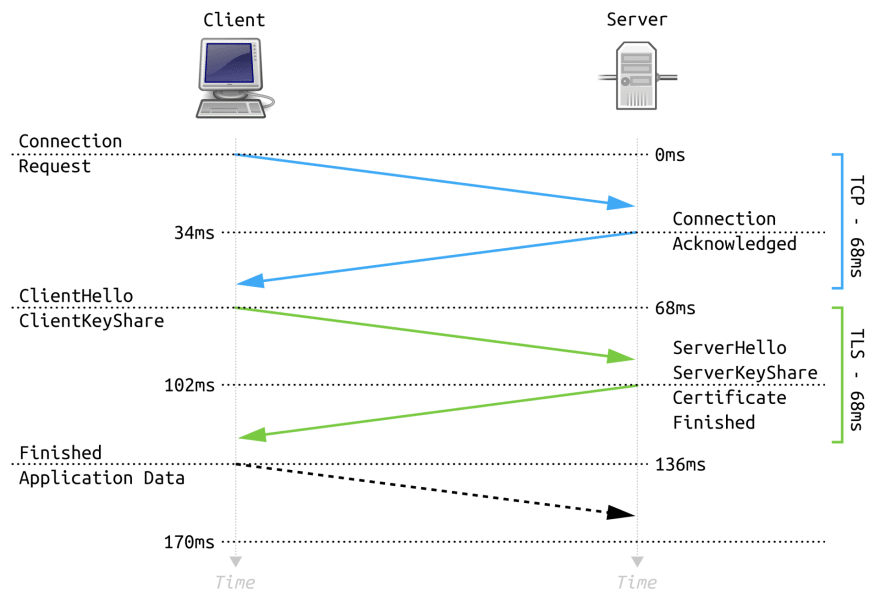 Client
Server
Connection
Request
0ms
34ms
Connection
Acknowledged
TCP - 68ms
ClientHello
ClientKeyShare
68ms
ServerHello
ServerKeyShare
Certificate
Finished
102ms
TLS - 68ms
Finished
Application Data
136ms
170ms
Time
Time